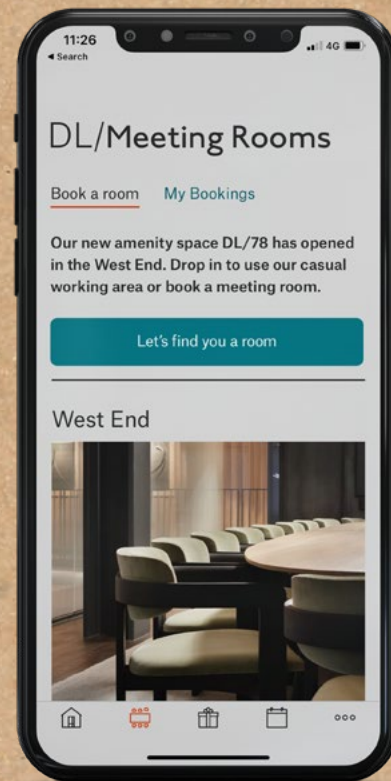 11:26
4G
◀ Search
DL/Meeting Rooms
Book a room My Bookings
Our new amenity space DL/78 has opened
in the West End. Drop in to use our casual
working area or book a meeting room.
Let's find you a room
West End